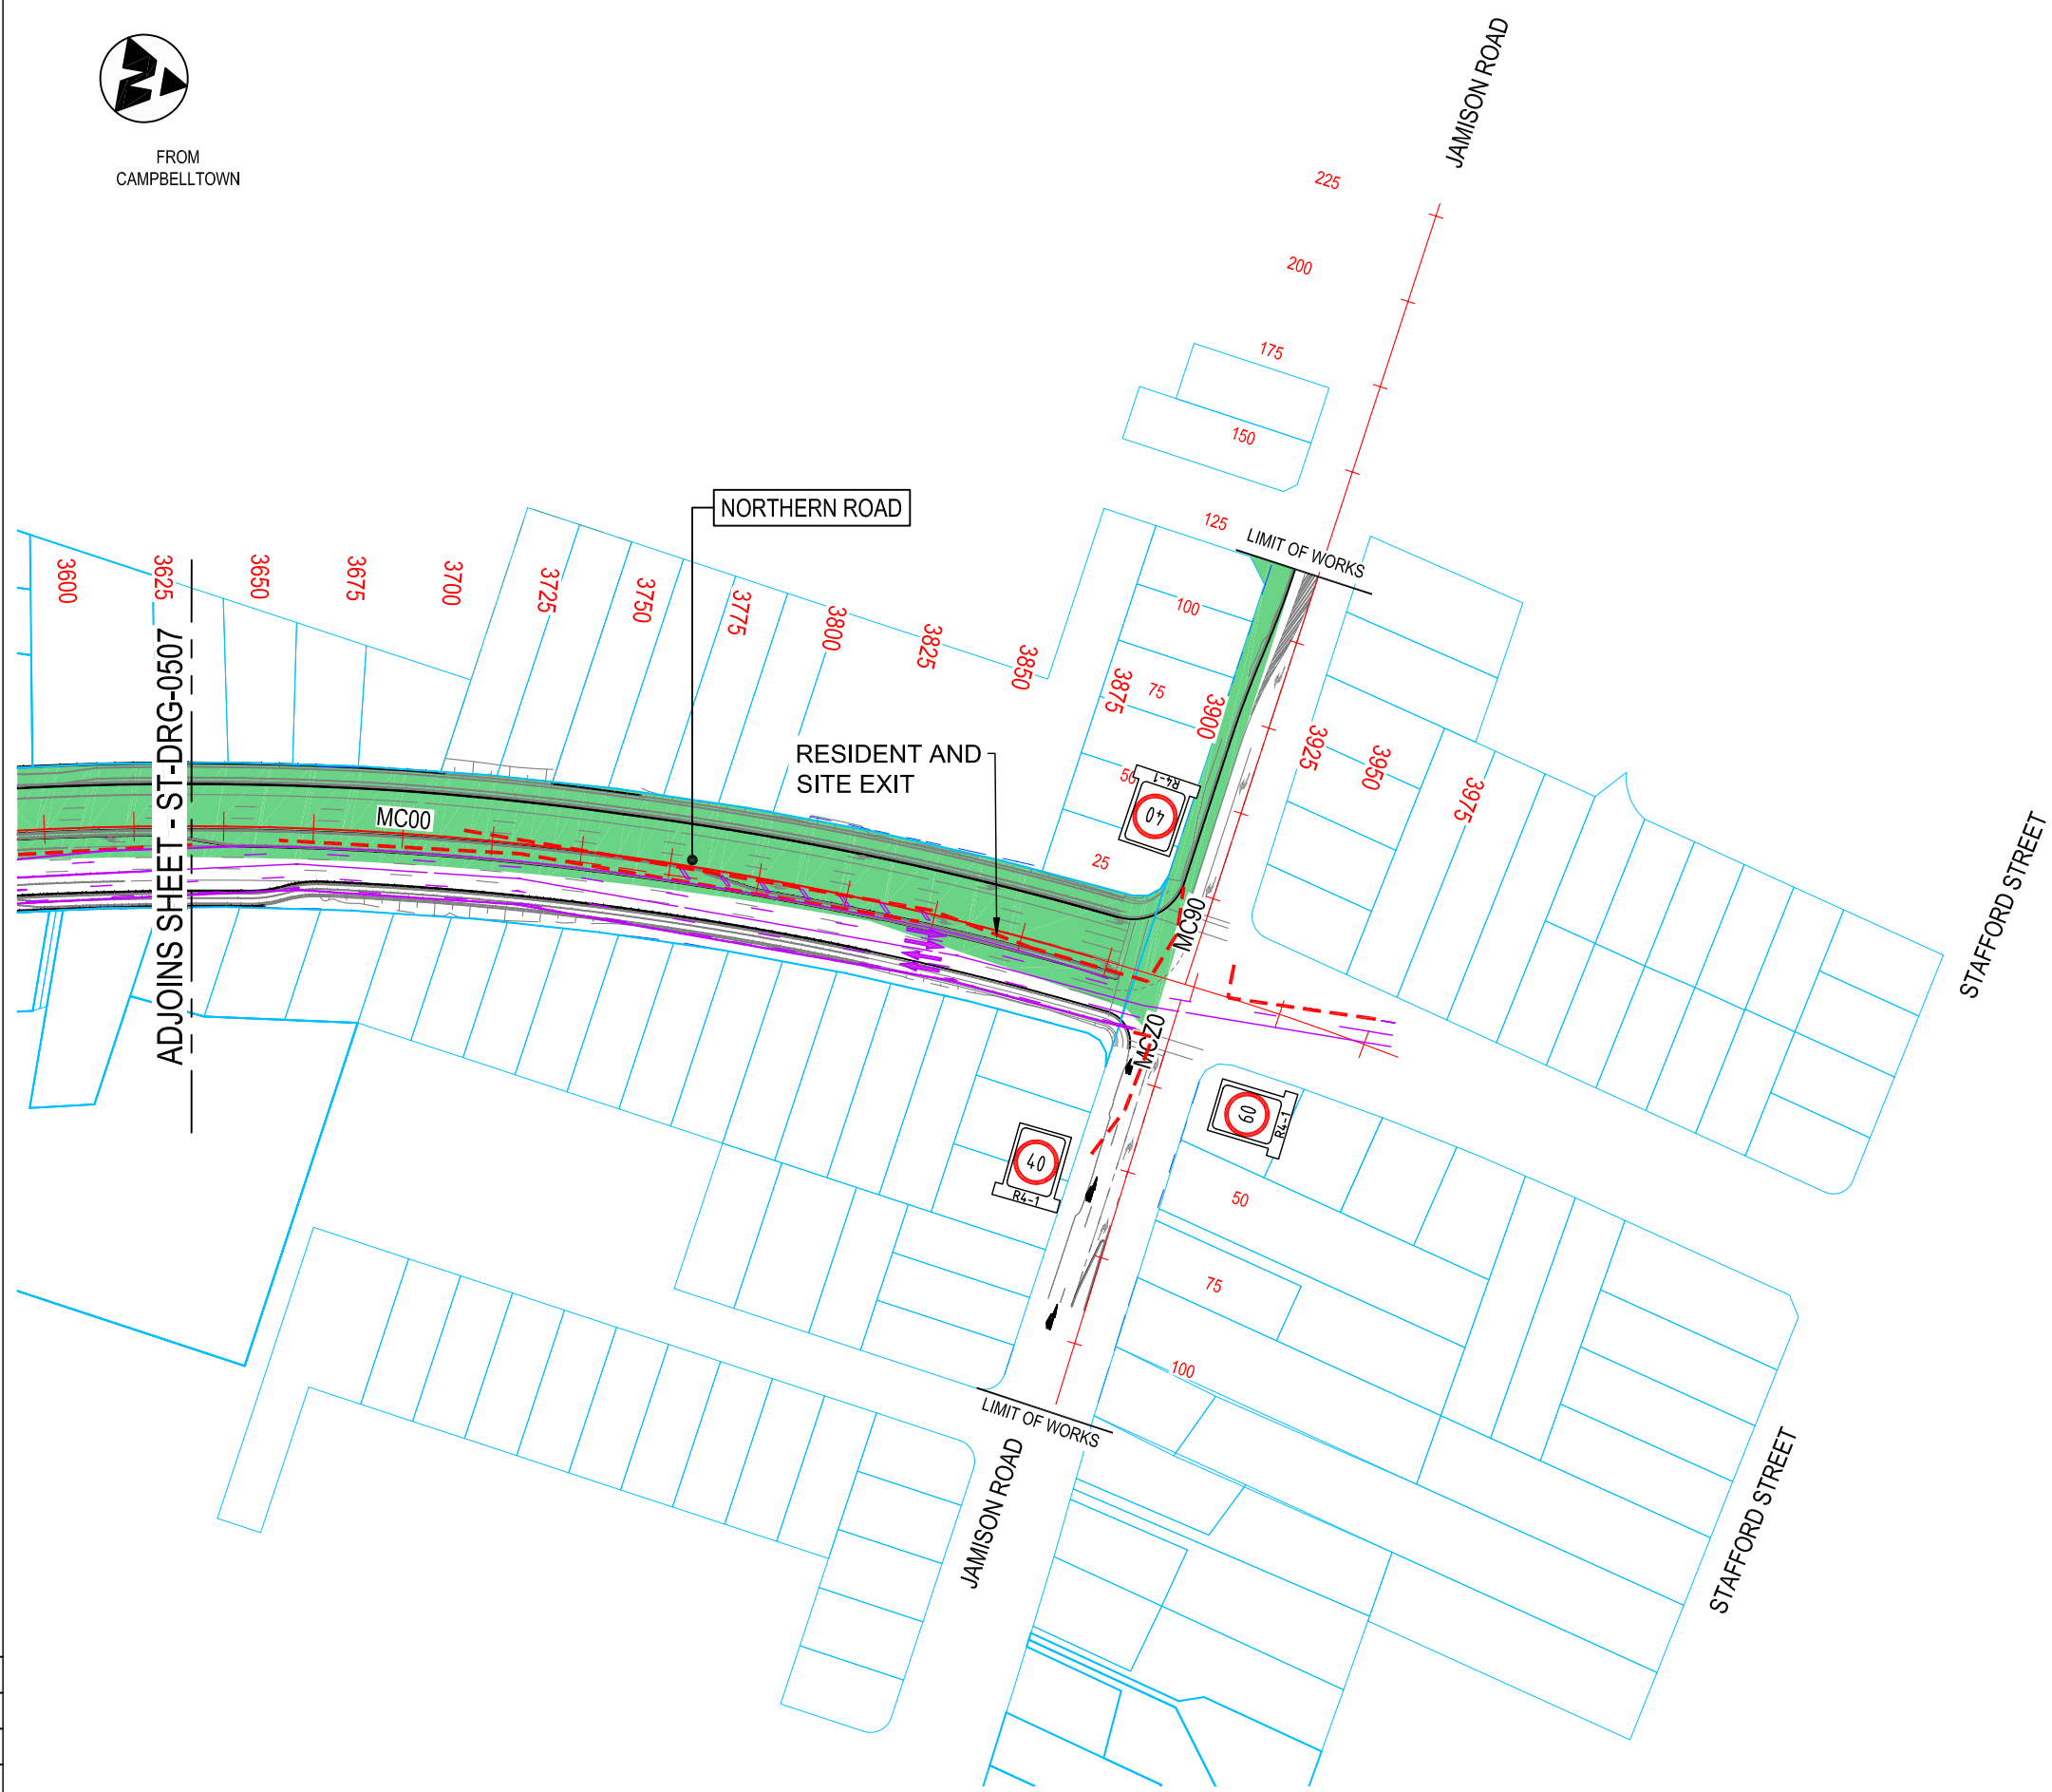 JAMISON ROAD
FROM
CAMPBELLTOWN
225
200
175
150
125
NORTHERN ROAD
LIMIT OF WORKS
3600
3625
3650
3675
3700
3725
3750
3775
3800
3825
3850
3875
3900
3925
3950
3975
100
75
50
25
ADJOINS SHEET - ST-DRG-0507
RESIDENT AND
SITE EXIT
MC00
R4-1
40
MC90
MCZ0
STAFFORD STREET
60
R4-1
40
R4-1
50
75
100
LIMIT OF WORKS
JAMISON ROAD
STAFFORD STREET